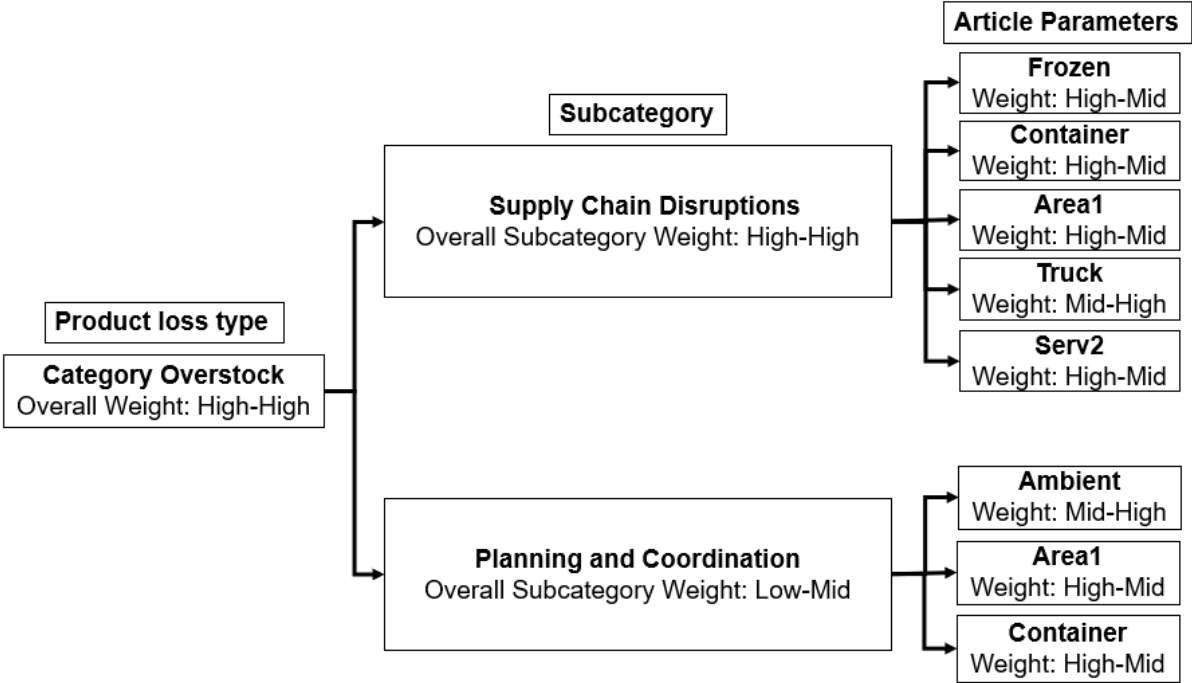 Article Parameters
Frozen
Weight: High-Mid
Subcategory
Container
Weight: High-Mid
Supply Chain Disruptions
Overall Subcategory Weight: High-High
Area1
Weight: High-Mid
Truck
Weight: Mid-High
Product loss type
Serv2
Weight: High-Mid
Category Overstock
Overall Weight: High-High
Planning and Coordination
Overall Subcategory Weight: Low-Mid
Ambient
Weight: Mid-High
Area1
Weight: High-Mid
Container
Weight: High-Mid